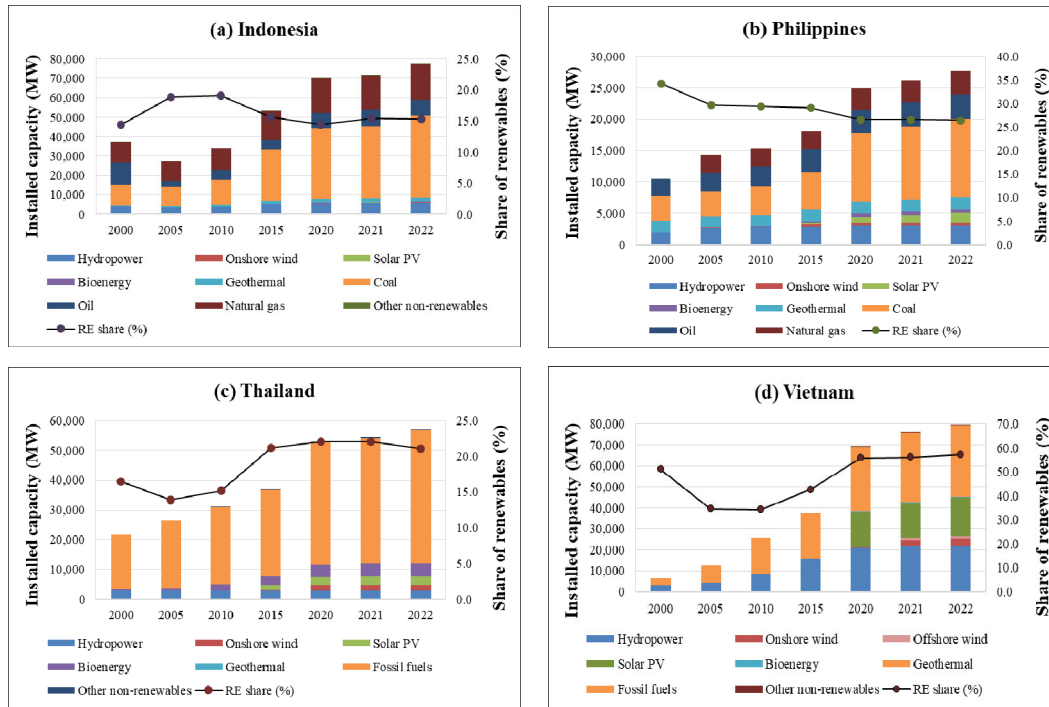 (a) Indonesia
Installed capacity (MW)
80,000
70,000
60,000
50,000
40,000
30,000
20,000
10,000
0
25.0
20.0
15.0
10.0
5.0
0.0
Share of renewables (%)
2000 2005 2010 2015 2020 2021 2022
Hydropower Onshore wind Solar PV
Bioenergy Geothermal Coal
Oil Natural gas Other non-renewables
RE share (%)
(b) Philippines
Installed capacity (MW)
30,000
25,000
20,000
15,000
10,000
5,000
0
40.0
35.0
30.0
25.0
20.0
15.0
10.0
5.0
0.0
Share of renewables (%)
2000 2005 2010 2015 2020 2021 2022
Hydropower Onshore wind Solar PV
Bioenergy Geothermal Coal
Oil Natural gas RE share (%)
(c) Thailand
Installed capacity (MW)
60,000
50,000
40,000
30,000
20,000
10,000
0
25.0
20.0
15.0
10.0
5.0
0.0
Share of renewables (%)
2000 2005 2010 2015 2020 2021 2022
Hydropower Onshore wind Solar PV
Bioenergy Geothermal Fossil fuels
Other non-renewables RE share (%)
(d) Vietnam
Installed capacity (MW)
80,000
70,000
60,000
50,000
40,000
30,000
20,000
10,000
0
70.0
60.0
50.0
40.0
30.0
20.0
10.0
0.0
Share of renewables (%)
2000 2005 2010 2015 2020 2021 2022
Hydropower Onshore wind Offshore wind
Solar PV Bioenergy Geothermal
Fossil fuels Other non-renewables RE share (%)